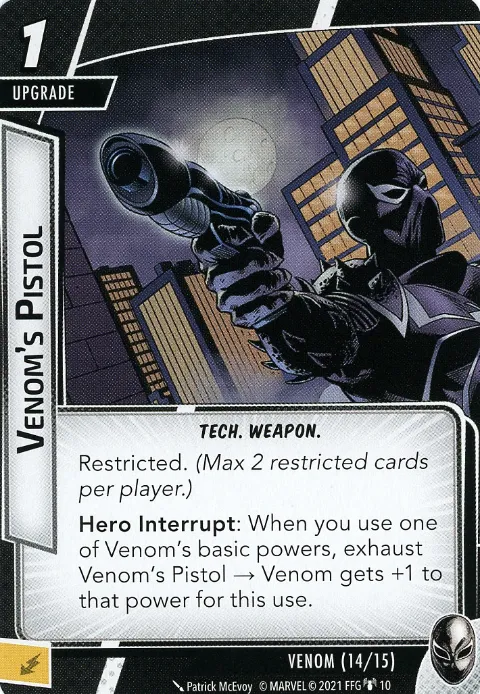 1
UPGRADE
VENOM'S PISTOL
TECH. WEAPON.
Restricted. (Max 2 restricted cards
per player.)
Hero Interrupt: When you use one
of Venom's basic powers, exhaust
Venom's Pistol → Venom gets +1 to
that power for this use.
VENOM (14/15)
Patrick McEvoy © MARVEL © 2021 FFG 10